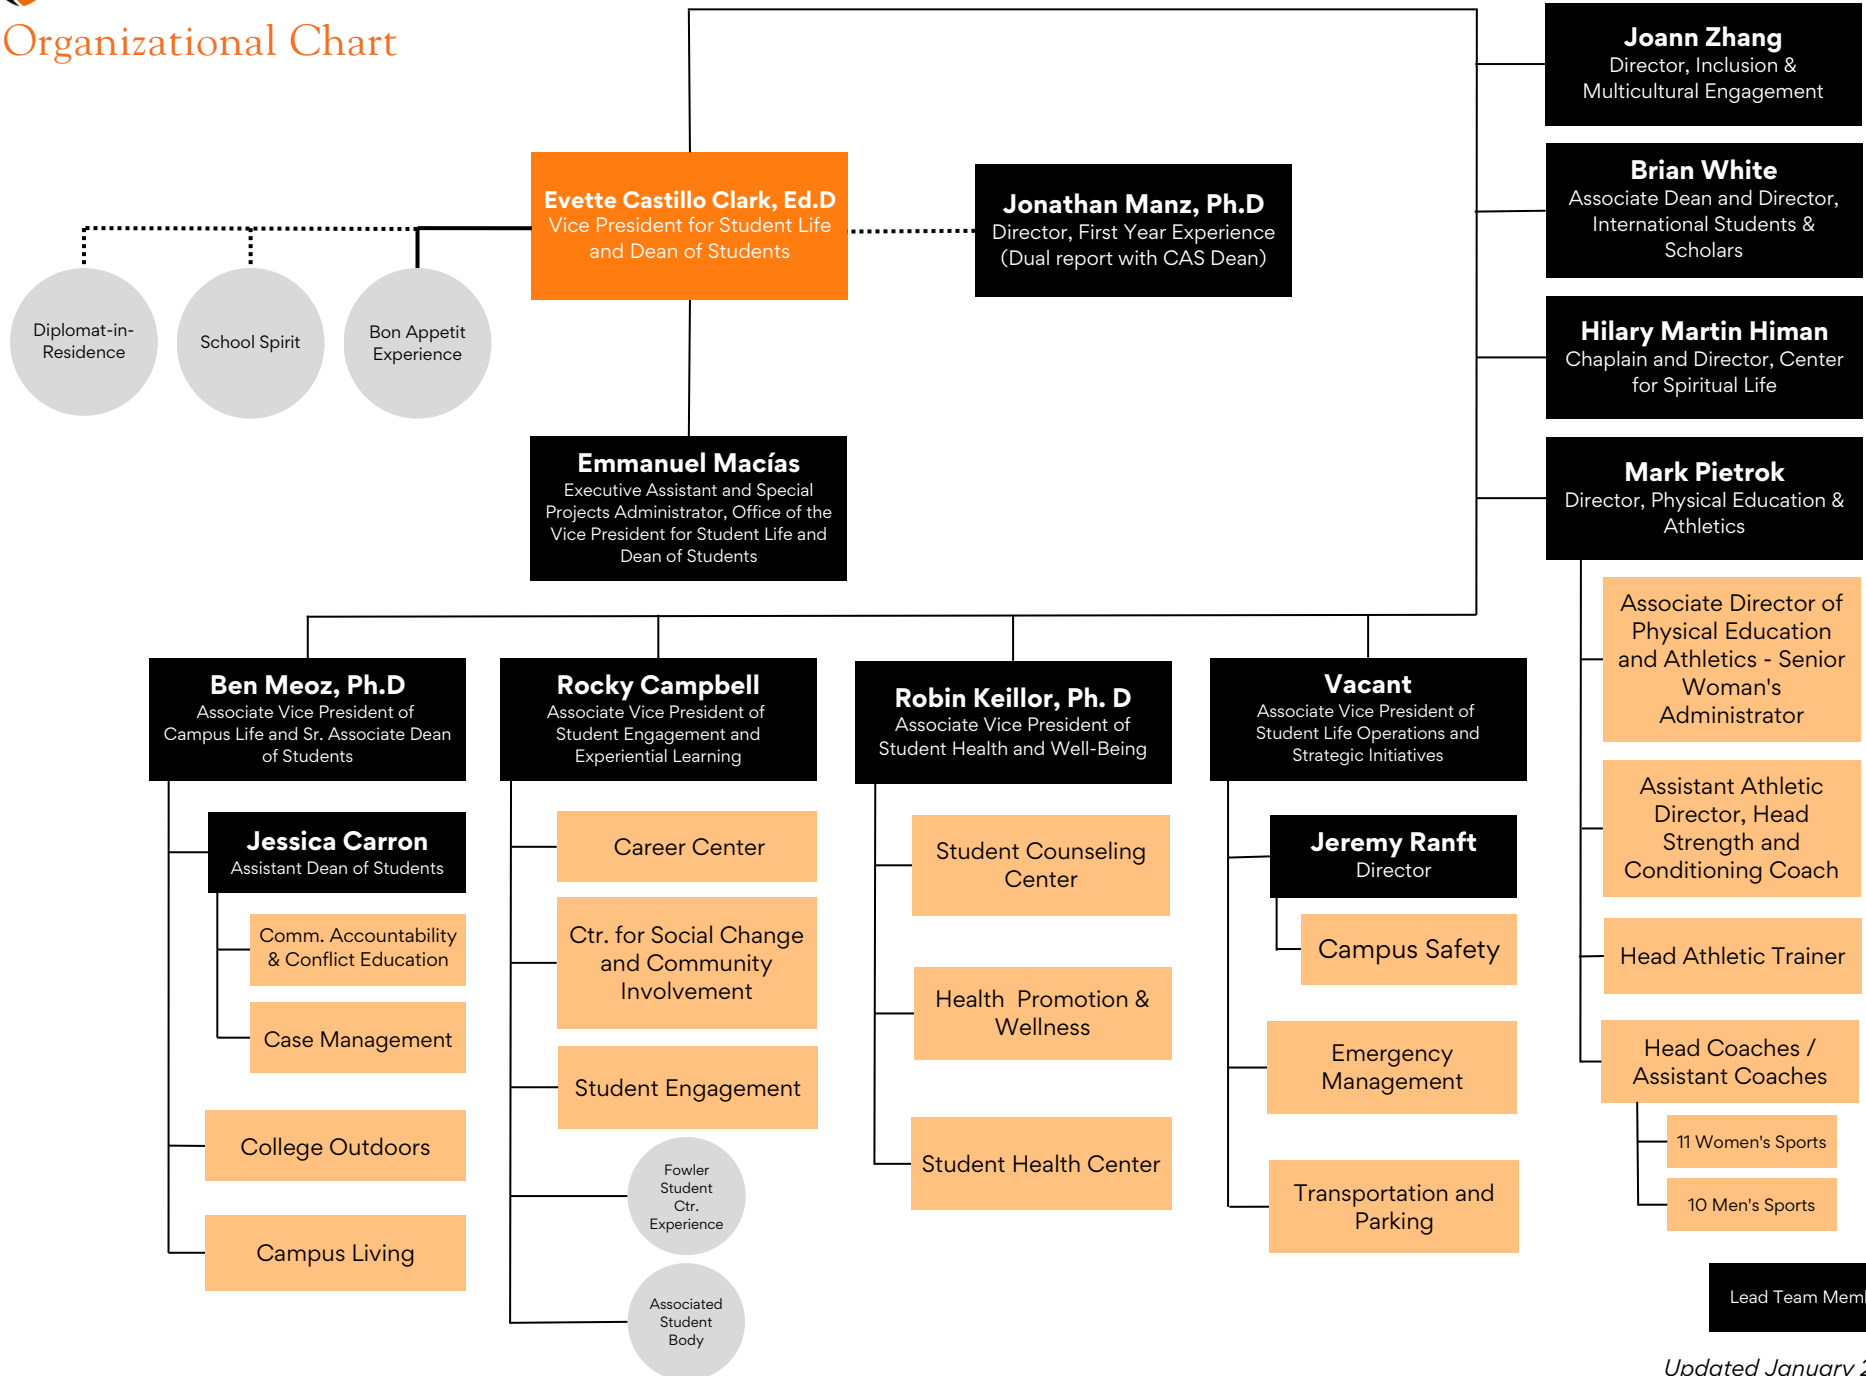 Organizational Chart
Joann Zhang
Director, Inclusion &
Multicultural Engagement
Brian White
Associate Dean and Director,
International Students &
Scholars
Hilary Martin Himan
Chaplain and Director, Center
for Spiritual Life
Mark Pietrok
Director, Physical Education &
Athletics
Associate Director of
Physical Education
and Athletics - Senior
Woman's
Administrator
Assistant Athletic
Director, Head
Strength and
Conditioning Coach
Head Athletic Trainer
Head Coaches /
Assistant Coaches
11 Women's Sports
10 Men's Sports
Evette Castillo Clark, Ed.D
Vice President for Student Life
and Dean of Students
Jonathan Manz, Ph.D
Director, First Year Experience
(Dual report with CAS Dean)
Diplomat-in-
Residence
School Spirit
Bon Appetit
Experience
Emmanuel Macías
Executive Assistant and Special
Projects Administrator, Office of the
Vice President for Student Life and
Dean of Students
Ben Meoz, Ph.D
Associate Vice President of
Campus Life and Sr. Associate Dean
of Students
Jessica Carron
Assistant Dean of Students
Comm. Accountability
& Conflict Education
Case Management
College Outdoors
Campus Living
Rocky Campbell
Associate Vice President of
Student Engagement and
Experiential Learning
Career Center
Ctr. for Social Change
and Community
Involvement
Student Engagement
Fowler
Student
Ctr.
Experience
Associated
Student
Body
Robin Keillor, Ph. D
Associate Vice President of
Student Health and Well-Being
Student Counseling
Center
Health Promotion &
Wellness
Student Health Center
Vacant
Associate Vice President of
Student Life Operations and
Strategic Initiatives
Jeremy Ranft
Director
Campus Safety
Emergency
Management
Transportation and
Parking
Lead Team
Updated January